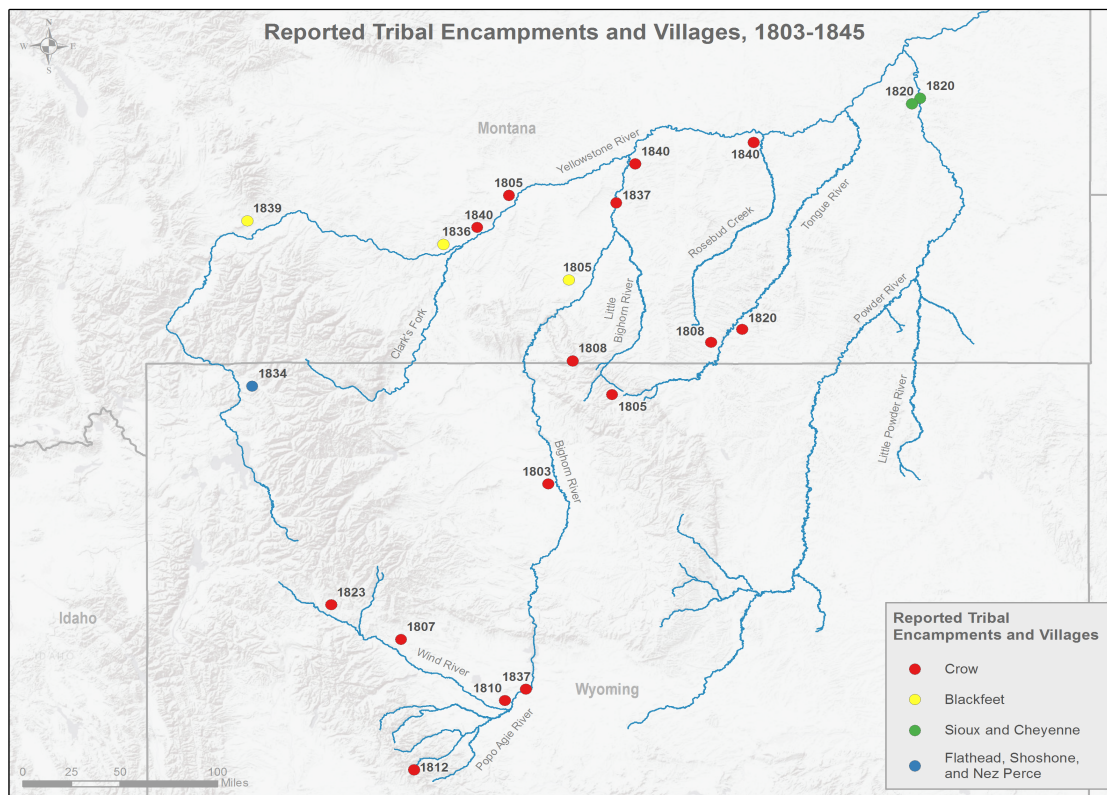 Reported Tribal Encampments and Villages, 1803-1845
N
W
E
S
1820
1820
Montana
Yellowstone River
1840
1840
1805
1837
1839
1840
1836
Rosebud Creek
Tongue River
1805
Little
Bighorn River
Powder River
Clark's Fork
1820
1808
1808
1834
1805
Little Powder River
Bighorn River
1803
1823
Idaho
1807
Wind River
1810
1837
Wyoming
Popo Agie River
1812
Reported Tribal
Encampments and Villages
Crow
Blackfeet
Sioux and Cheyenne
Flathead, Shoshone,
and Nez Perce
0 25 50 100
Miles